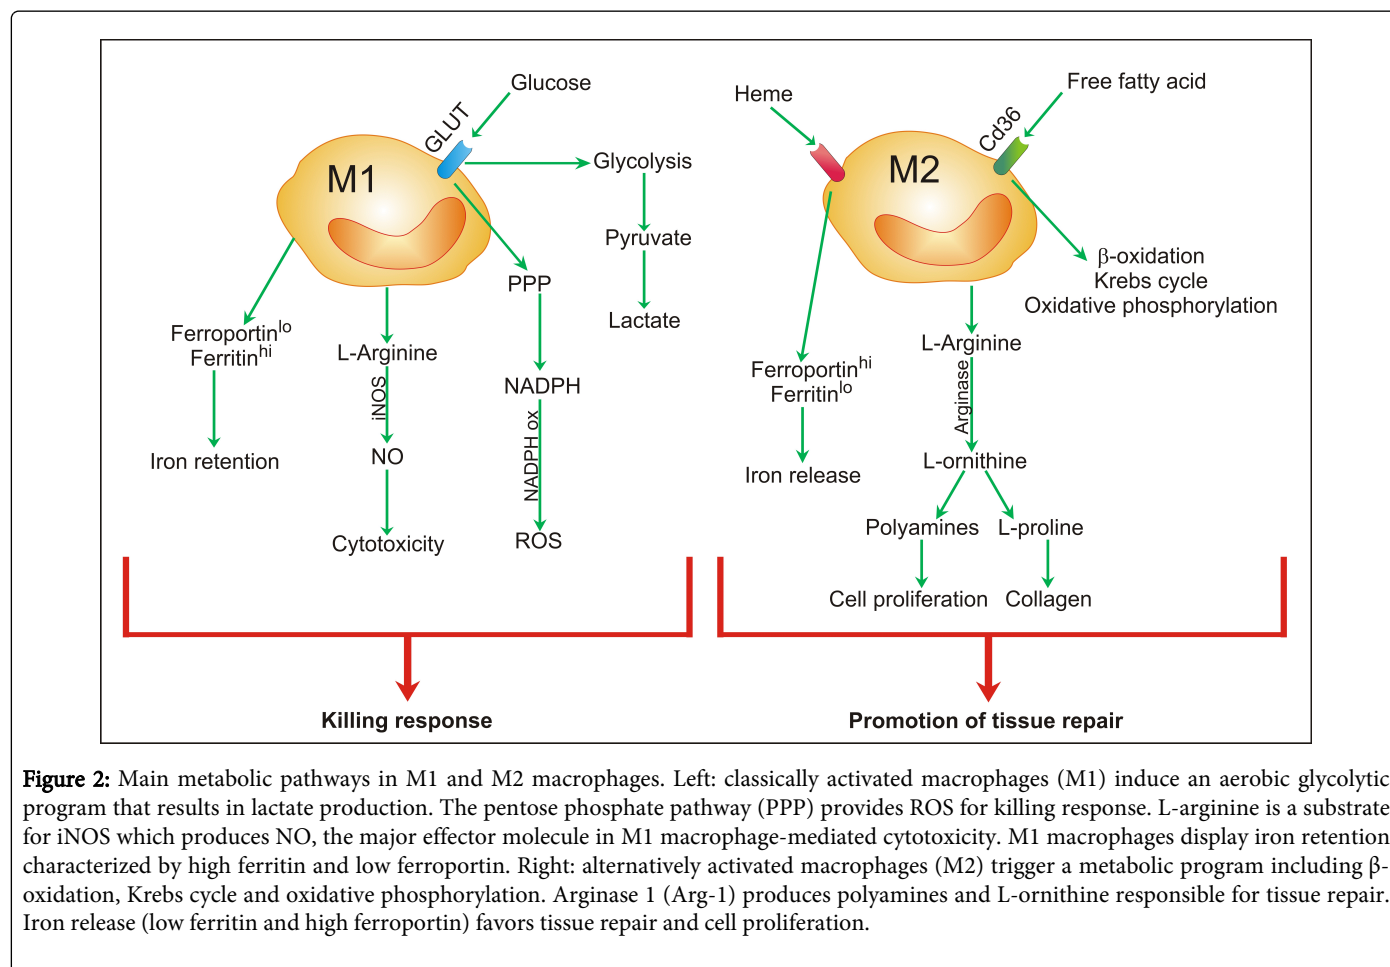 Glucose
GLUT
M1
Glycolysis
Pyruvate
Lactate
PPP
NADPH
NADPH ox
ROS
Ferroportinlo
Ferritinhi
Iron retention
L-Arginine
iNOS
NO
Cytotoxicity
Killing response
Heme
Free fatty acid
Cd36
M2
β-oxidation
Krebs cycle
Oxidative phosphorylation
Ferroportinhi
Ferritinlo
Iron release
L-Arginine
Arginase
L-ornithine
Polyamines
L-proline
Cell proliferation
Collagen
Promotion of tissue repair
Figure 2: Main metabolic pathways in M1 and M2 macrophages. Left: classically activated macrophages (M1) induce an aerobic glycolytic
program that results in lactate production. The pentose phosphate pathway (PPP) provides ROS for killing response. L-arginine is a substrate
for iNOS which produces NO, the major effector molecule in M1 macrophage-mediated cytotoxicity. M1 macrophages display iron retention
characterized by high ferritin and low ferroportin. Right: alternatively activated macrophages (M2) trigger a metabolic program including β-
oxidation, Krebs cycle and oxidative phosphorylation. Arginase 1 (Arg-1) produces polyamines and L-ornithine responsible for tissue repair.
Iron release (low ferritin and high ferroportin) favors tissue repair and cell proliferation.